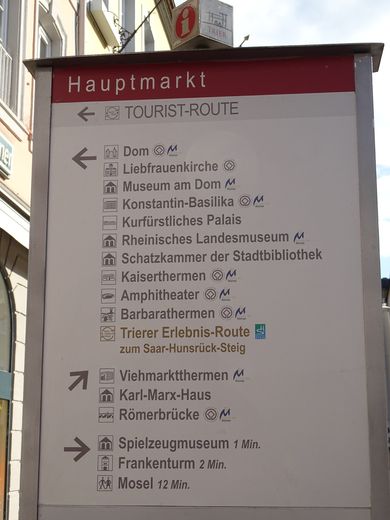 i
TRIER
Hauptmarkt
TOURIST-ROUTE
Dom
Liebfrauenkirche
Museum am Dom
Konstantin-Basilika
Kurfürstliches Palais
Rheinisches Landesmuseum
Schatzkammer der Stadtbibliothek
Kaiserthermen
Amphitheater
Barbarathermen
Trierer Erlebnis-Route
zum Saar-Hunsrück-Steig
Viehmarktthermen
Karl-Marx-Haus
Römerbrücke
Spielzeugmuseum 1 Min.
Frankenturm 2 Min.
Mosel 12 Min.